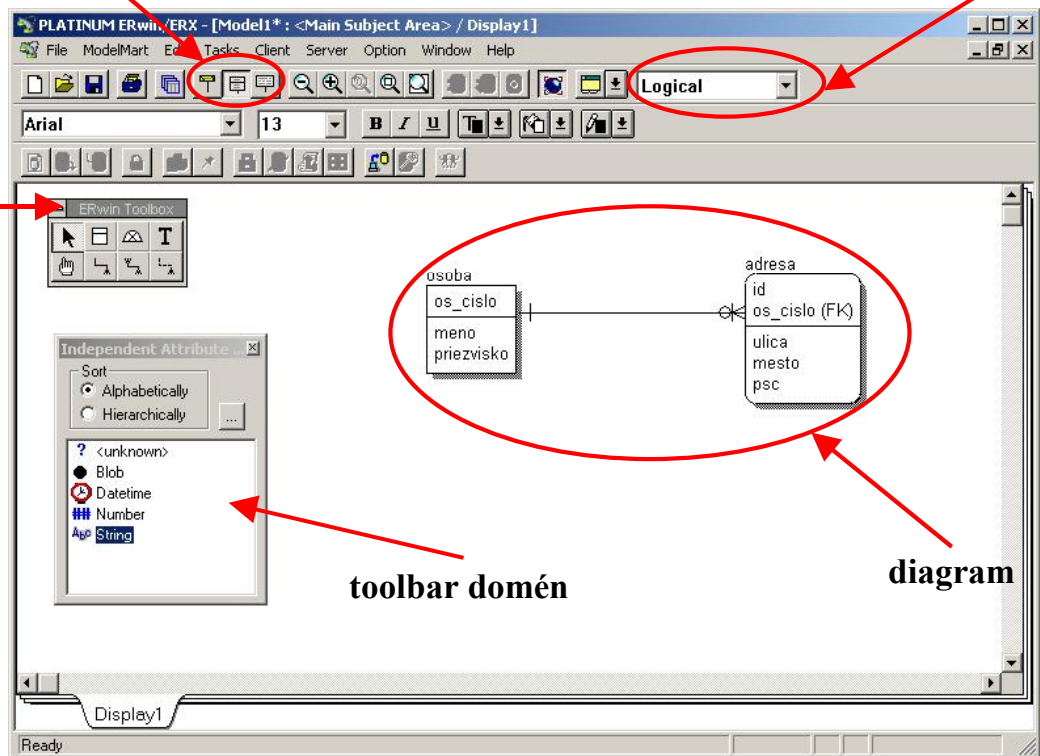 PLATINUM ERwin/ERX - [Model1* : <Main Subject Area> / Display1]
File ModelMart Edit Tasks Client Server Option Window Help
Logical
Arial 13 B I U T
ERwin Toolbox
T
osoba
os_cislo
meno
priezvisko
adresa
id
os_cislo (FK)
ulica
mesto
psc
Independent Attribute ...
Sort
Alphabetically
Hierarchically
...
? <unknown>
Blob
Datetime
Number
ABC String
toolbar domén
diagram
Display1
Ready